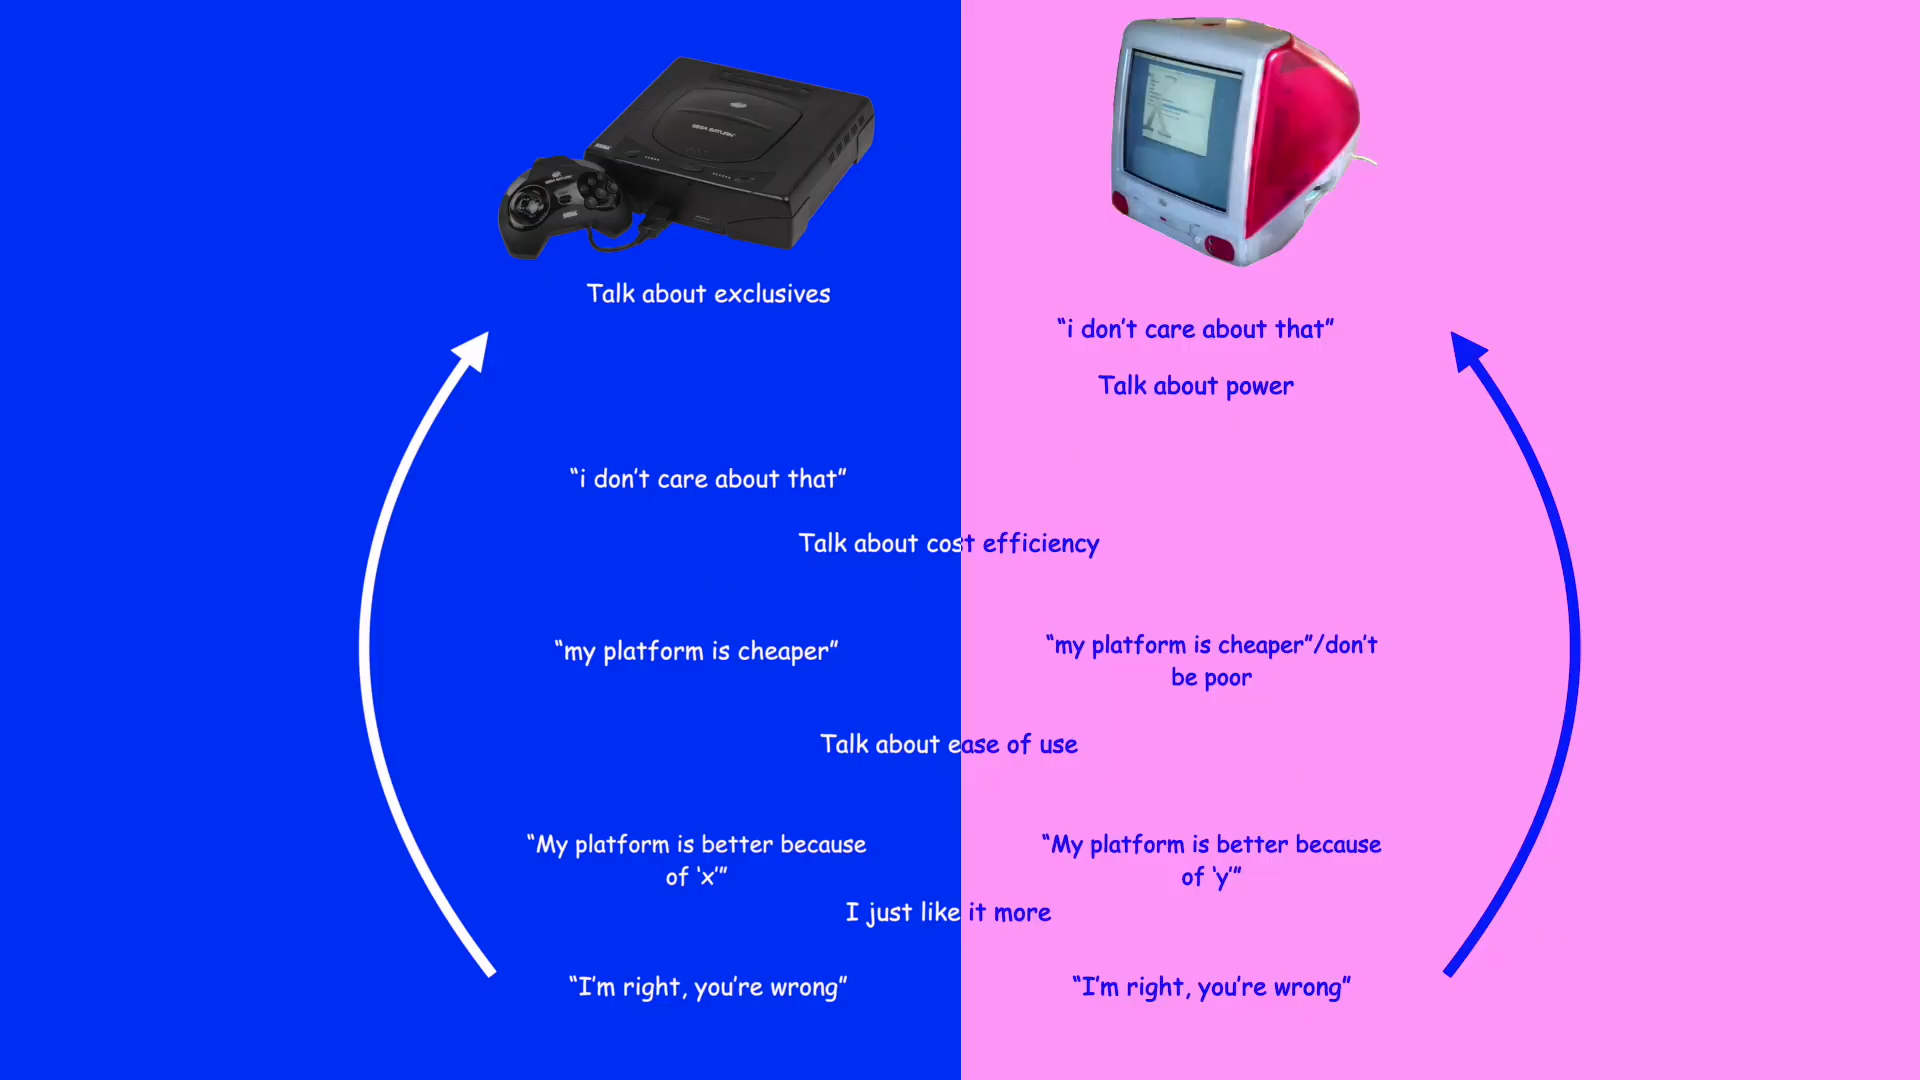 SEGA SATURN
Talk about exclusives
“i don’t care about that”
Talk about power
“i don’t care about that”
Talk about cost efficiency
“my platform is cheaper”
“my platform is cheaper”/don’t
be poor
Talk about ease of use
“My platform is better because
of ‘x’”
“My platform is better because
of ‘y’”
I just like it more
“I’m right, you’re wrong”
“I’m right, you’re wrong”